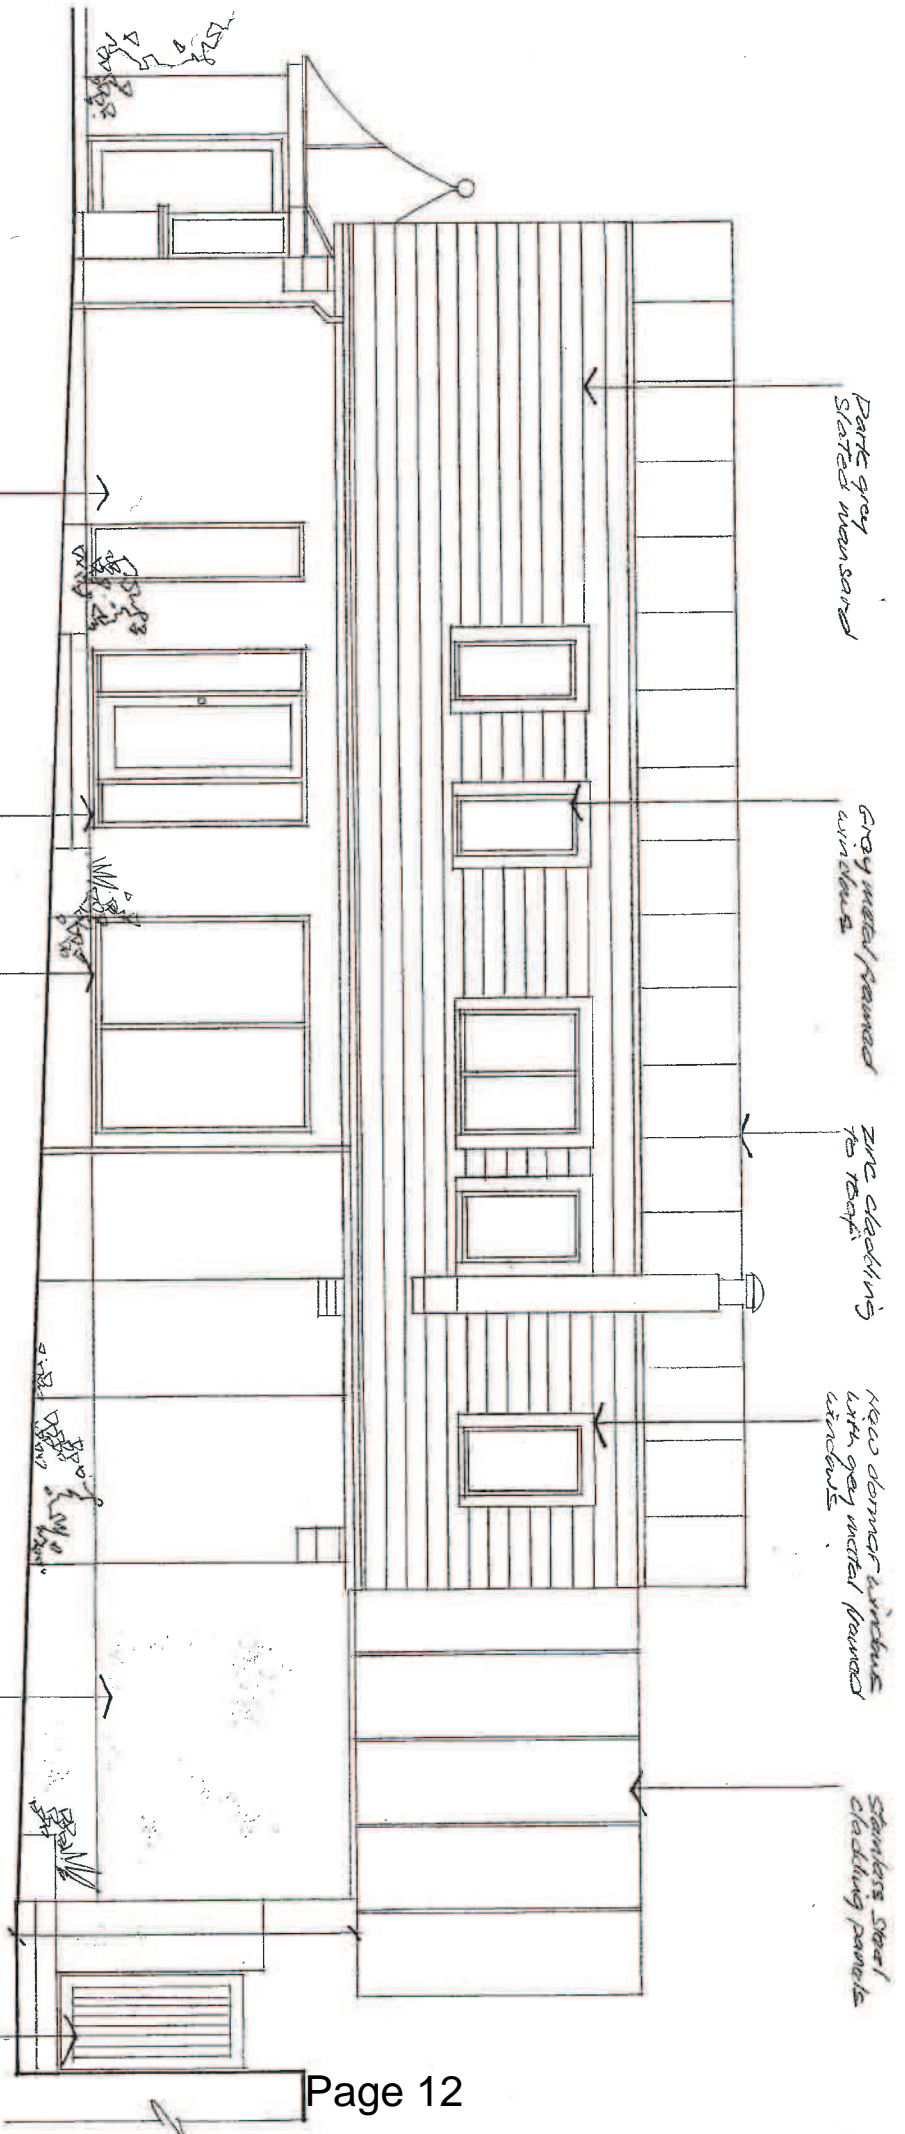 Dark grey
slated mansard
Grey metal framed
windows
zinc cladding
to roof.
New dormer windows
with grey metal framed
windows.
Stainless Steel
cladding panels
Page 12